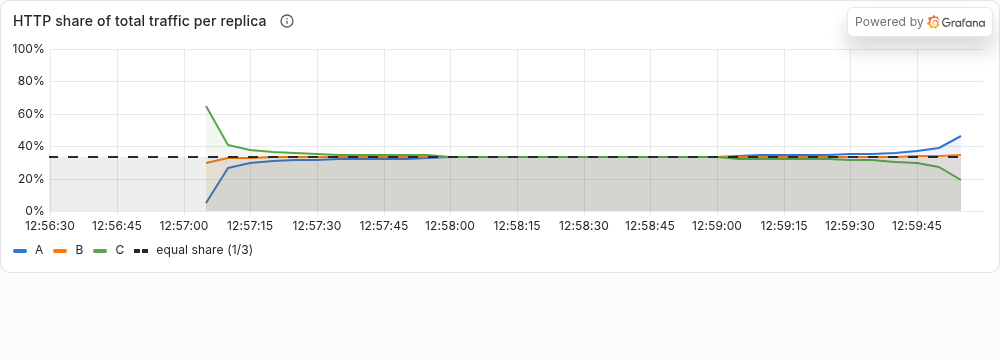 HTTP share of total traffic per replica
Powered by Grafana
100%
80%
60%
40%
20%
0%
12:56:30 12:56:45 12:57:00 12:57:15 12:57:30 12:57:45 12:58:00 12:58:15 12:58:30 12:58:45 12:59:00 12:59:15 12:59:30 12:59:45
A B C equal share (1/3)